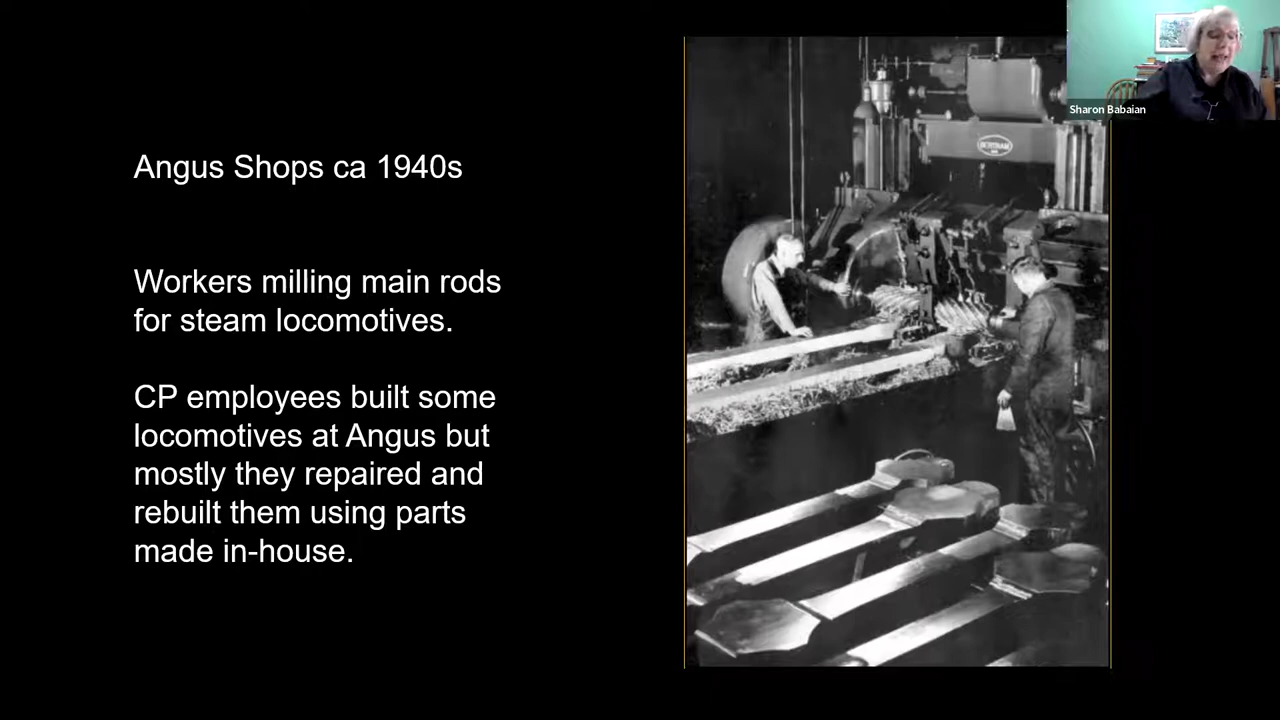 Sharon Babaian
Angus Shops ca 1940s
Workers milling main rods
for steam locomotives.
CP employees built some
locomotives at Angus but
mostly they repaired and
rebuilt them using parts
made in-house.
BERTRAM